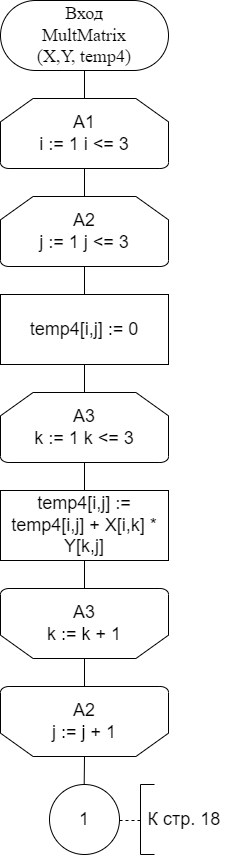 Вход
MultMatrix
(X,Y, temp4)
A1
i := 1 i <= 3
A2
j := 1 j <= 3
temp4[i,j] := 0
A3
k := 1 k <= 3
temp4[i,j] :=
temp4[i,j] + X[i,k] *
Y[k,j]
A3
k := k + 1
A2
j := j + 1
1
К стр. 18